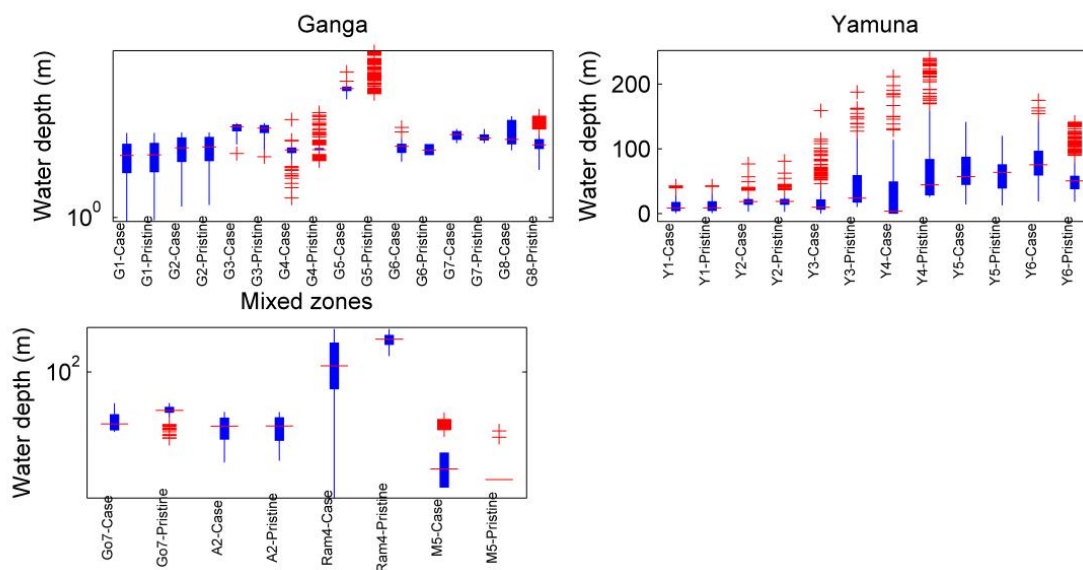 Ganga
Water depth (m)
10^0
G1-Case
G1-Pristine
G2-Case
G2-Pristine
G3-Case
G3-Pristine
G4-Case
G4-Pristine
G5-Case
G5-Pristine
G6-Case
G6-Pristine
G7-Case
G7-Pristine
G8-Case
G8-Pristine
Yamuna
Water depth (m)
200
100
0
Y1-Case
Y1-Pristine
Y2-Case
Y2-Pristine
Y3-Case
Y3-Pristine
Y4-Case
Y4-Pristine
Y5-Case
Y5-Pristine
Y6-Case
Y6-Pristine
Mixed zones
Water depth (m)
10^2
Go7-Case
Go7-Pristine
A2-Case
A2-Pristine
Ram4-Case
Ram4-Pristine
M5-Case
M5-Pristine